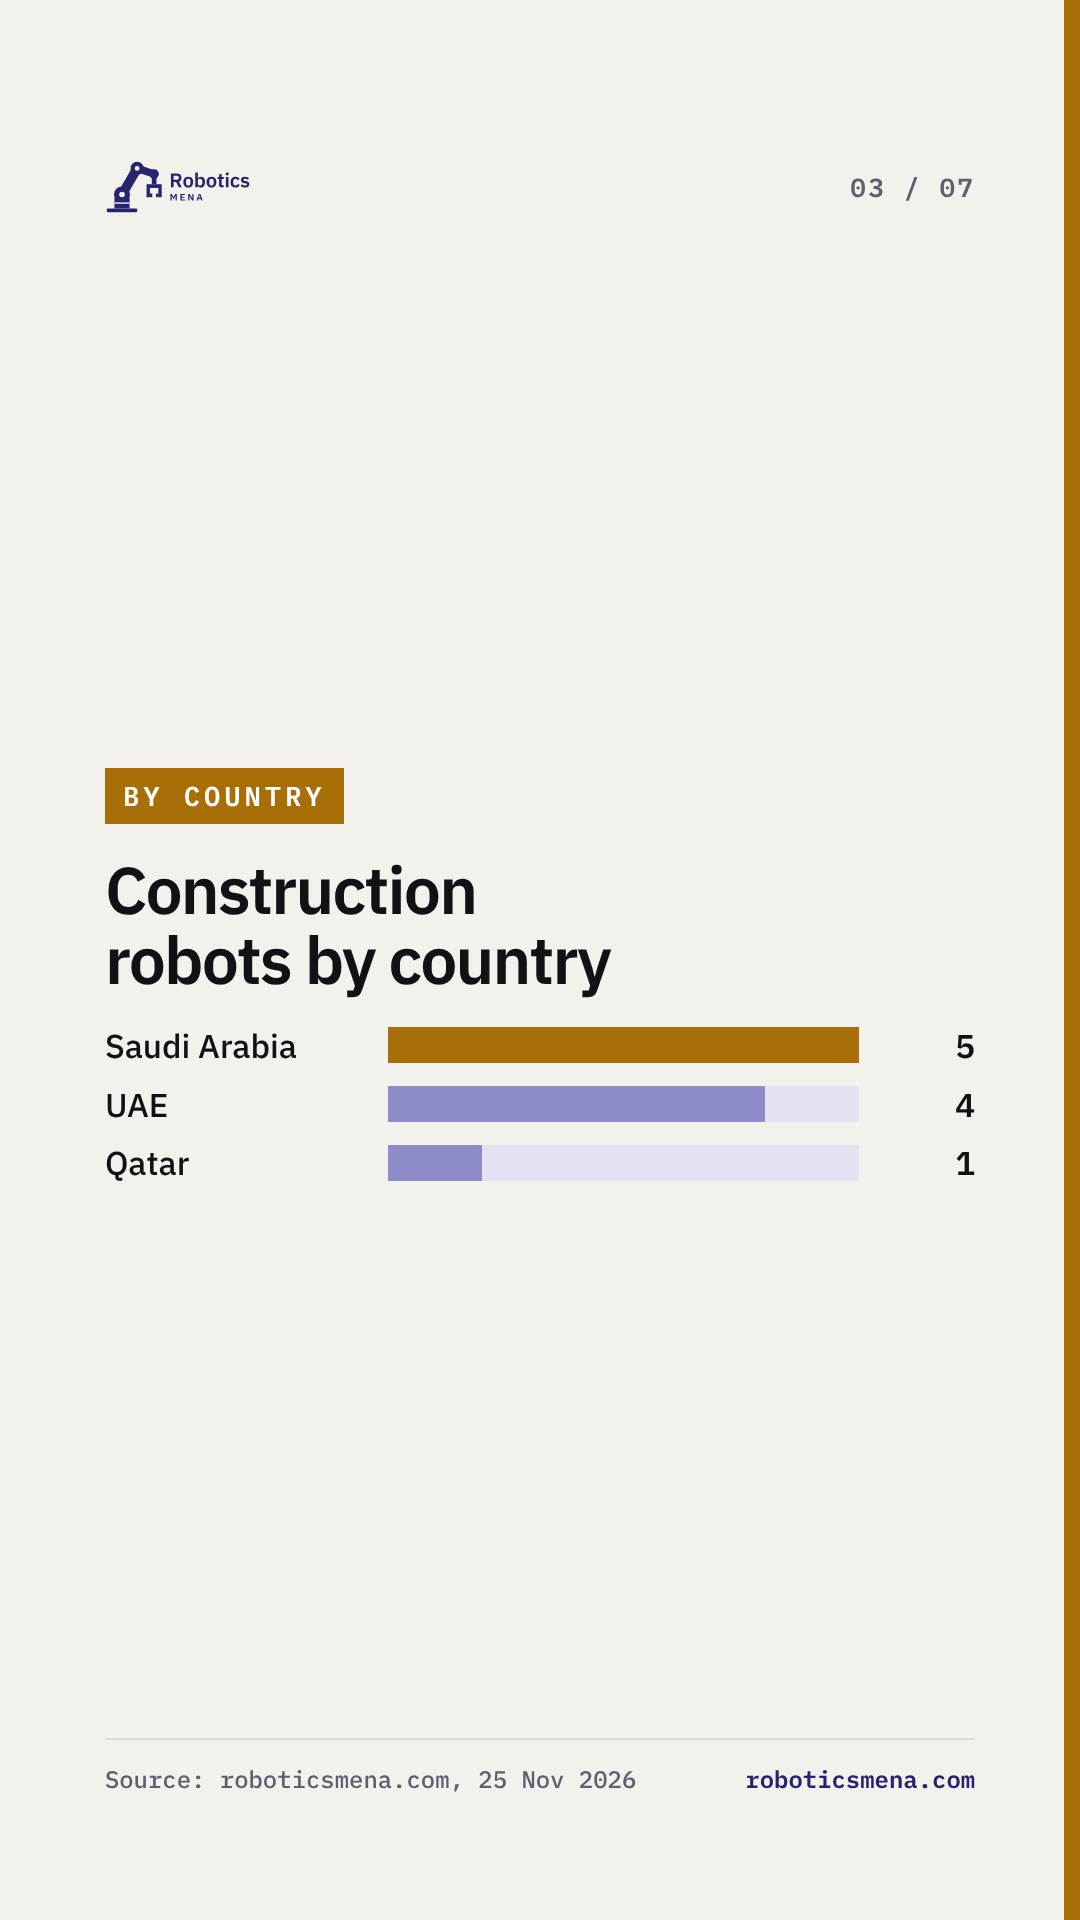 Robotics
MENA
03 / 07
BY COUNTRY
Construction
robots by country
Saudi Arabia 5
UAE 4
Qatar 1
Source: roboticsmena.com, 25 Nov 2026
roboticsmena.com